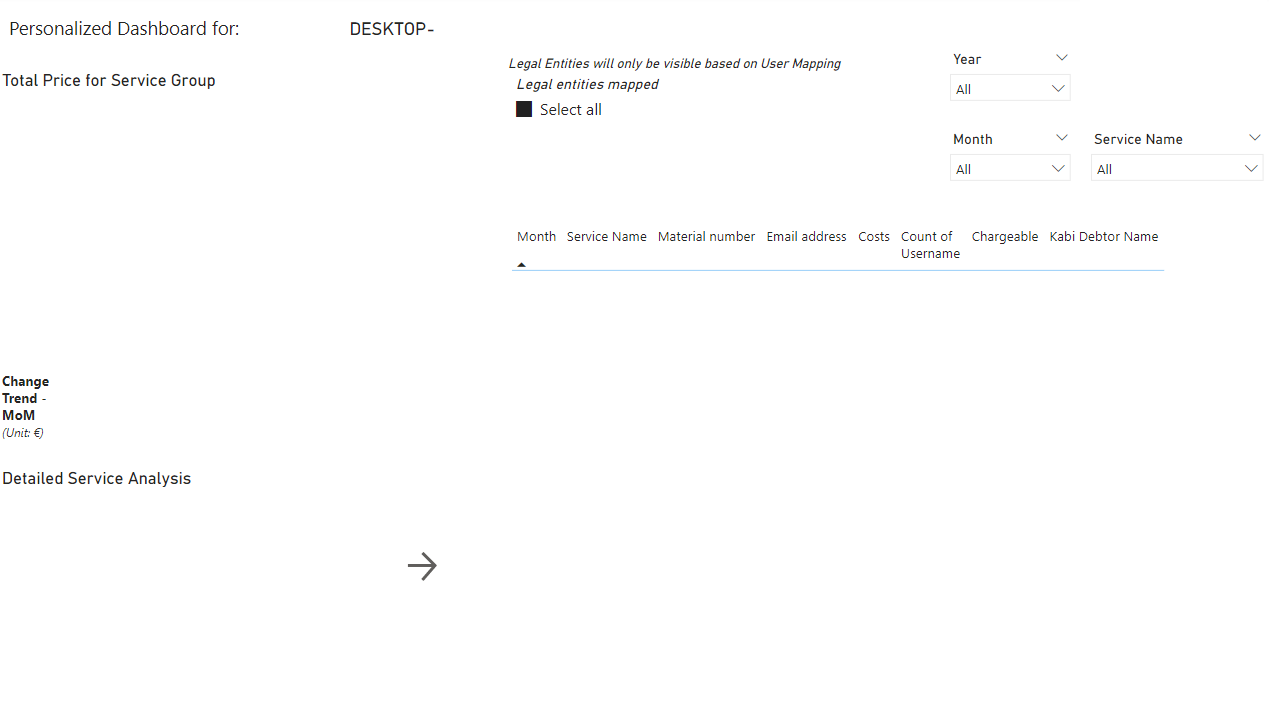 Personalized Dashboard for:
DESKTOP-
Total Price for Service Group
Legal Entities will only be visible based on User Mapping
Legal entities mapped
Select all
Year
All
Month
All
Service Name
All
Month
Service Name
Material number
Email address
Costs
Count of
Username
Chargeable
Kabi Debtor Name
Change
Trend -
MoM
(Unit: €)
Detailed Service Analysis